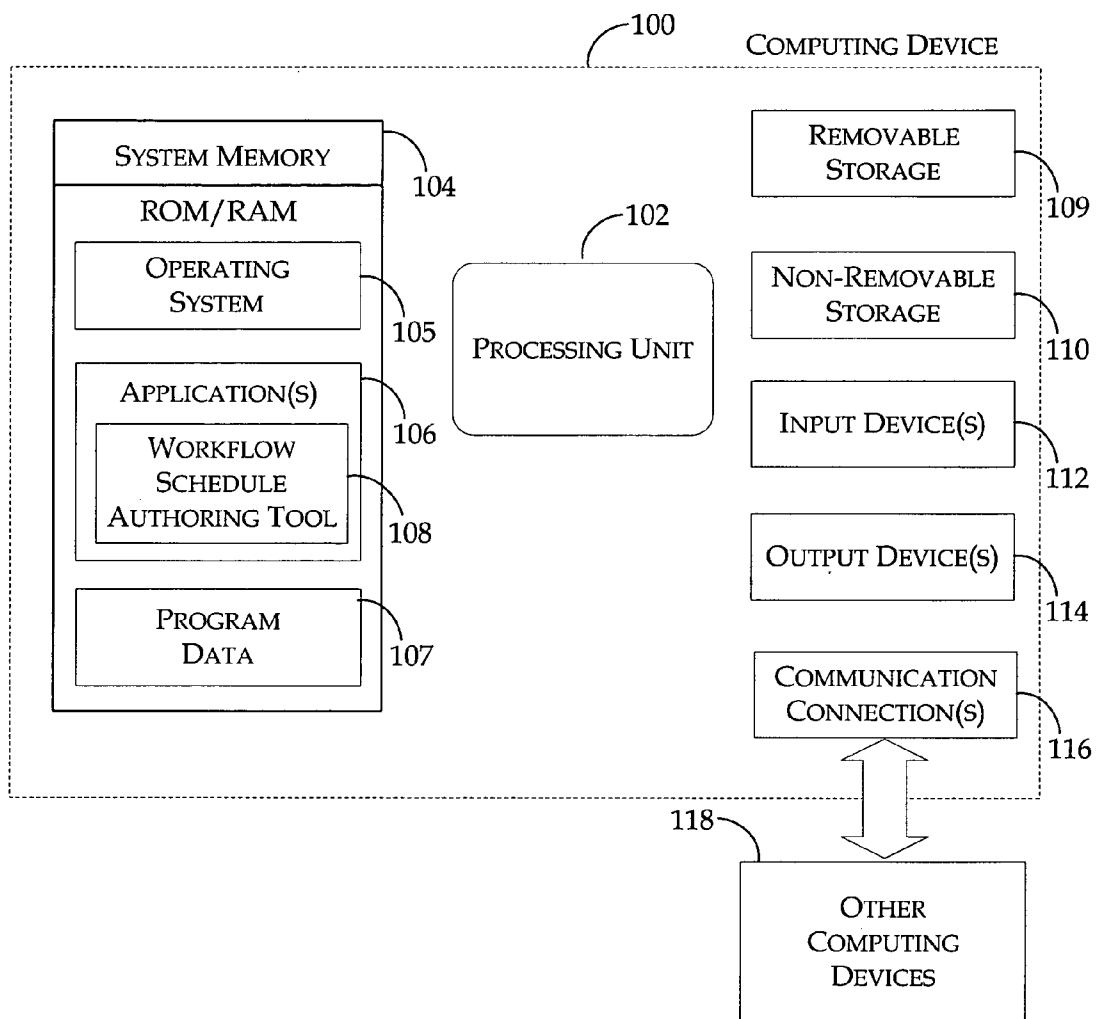 100
COMPUTING DEVICE
SYSTEM MEMORY
104
ROM/RAM
OPERATING
SYSTEM
105
APPLICATION(S)
106
WORKFLOW
SCHEDULE
AUTHORING TOOL
108
PROGRAM
DATA
107
102
PROCESSING UNIT
REMOVABLE
STORAGE
109
NON-REMOVABLE
STORAGE
110
INPUT DEVICE(S)
112
OUTPUT DEVICE(S)
114
COMMUNICATION
CONNECTION(S)
116
118
OTHER
COMPUTING
DEVICES